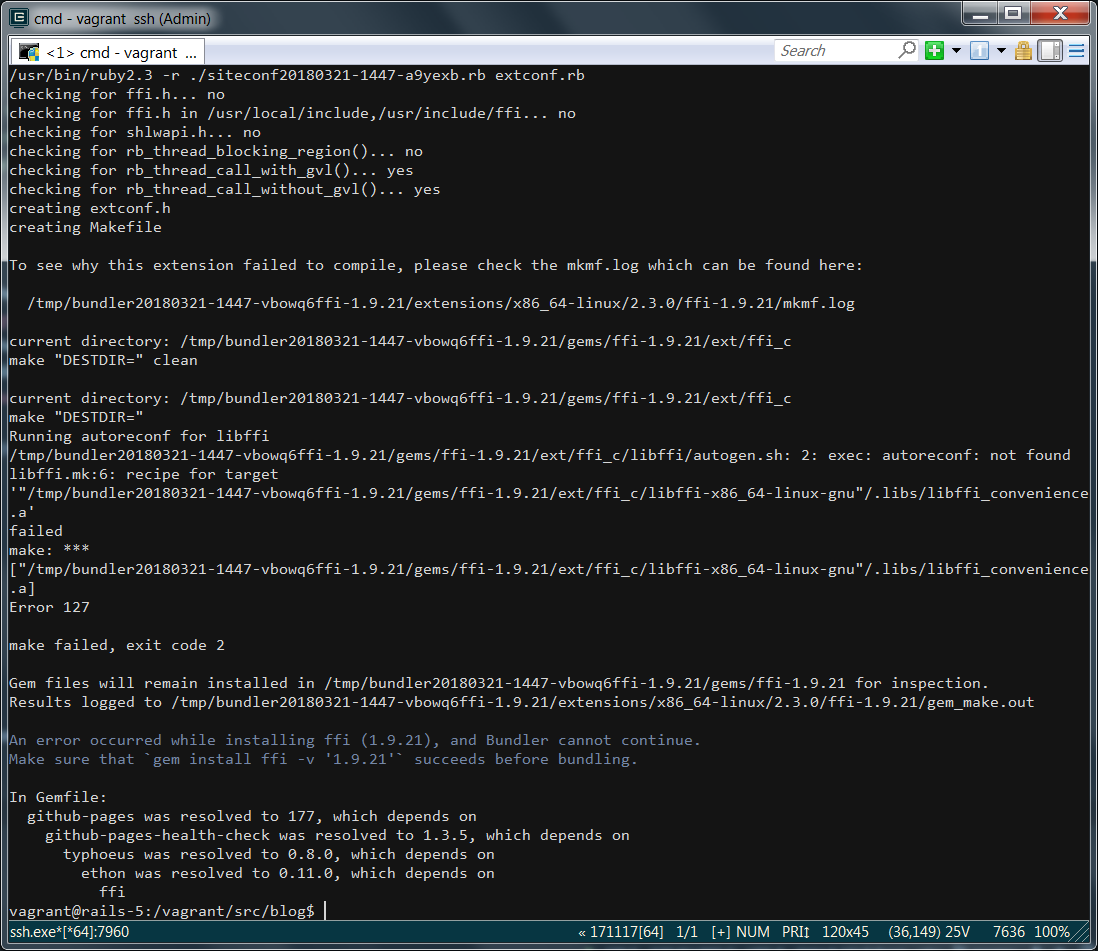 cmd - vagrant  ssh (Admin)
<1> cmd - vagrant ...
Search
/usr/bin/ruby2.3 -r ./siteconf20180321-1447-a9yexb.rb extconf.rb
checking for ffi.h... no
checking for ffi.h in /usr/local/include,/usr/include/ffi... no
checking for shlwapi.h... no
checking for rb_thread_blocking_region()... no
checking for rb_thread_call_with_gvl()... yes
checking for rb_thread_call_without_gvl()... yes
creating extconf.h
creating Makefile
To see why this extension failed to compile, please check the mkmf.log which can be found here:
/tmp/bundler20180321-1447-vbowq6ffi-1.9.21/extensions/x86_64-linux/2.3.0/ffi-1.9.21/mkmf.log
current directory: /tmp/bundler20180321-1447-vbowq6ffi-1.9.21/gems/ffi-1.9.21/ext/ffi_c
make "DESTDIR=" clean
current directory: /tmp/bundler20180321-1447-vbowq6ffi-1.9.21/gems/ffi-1.9.21/ext/ffi_c
make "DESTDIR="
Running autoreconf for libffi
/tmp/bundler20180321-1447-vbowq6ffi-1.9.21/gems/ffi-1.9.21/ext/ffi_c/libffi/autogen.sh: 2: exec: autoreconf: not found
libffi.mk:6: recipe for target
'"/tmp/bundler20180321-1447-vbowq6ffi-1.9.21/gems/ffi-1.9.21/ext/ffi_c/libffi-x86_64-linux-gnu"/.libs/libffi_convenience
.a'
failed
make: ***
["/tmp/bundler20180321-1447-vbowq6ffi-1.9.21/gems/ffi-1.9.21/ext/ffi_c/libffi-x86_64-linux-gnu"/.libs/libffi_convenience
.a]
Error 127
make failed, exit code 2
Gem files will remain installed in /tmp/bundler20180321-1447-vbowq6ffi-1.9.21/gems/ffi-1.9.21 for inspection.
Results logged to /tmp/bundler20180321-1447-vbowq6ffi-1.9.21/extensions/x86_64-linux/2.3.0/ffi-1.9.21/gem_make.out
An error occurred while installing ffi (1.9.21), and Bundler cannot continue.
Make sure that `gem install ffi -v '1.9.21'` succeeds before bundling.
In Gemfile:
github-pages was resolved to 177, which depends on
github-pages-health-check was resolved to 1.3.5, which depends on
typhoeus was resolved to 0.8.0, which depends on
ethon was resolved to 0.11.0, which depends on
ffi
vagrant@rails-5:/vagrant/src/blog$
ssh.exe*[*64]:7960 « 171117[64] 1/1 [+] NUM PRI↕ 120x45 (36,149) 25V 7636 100%